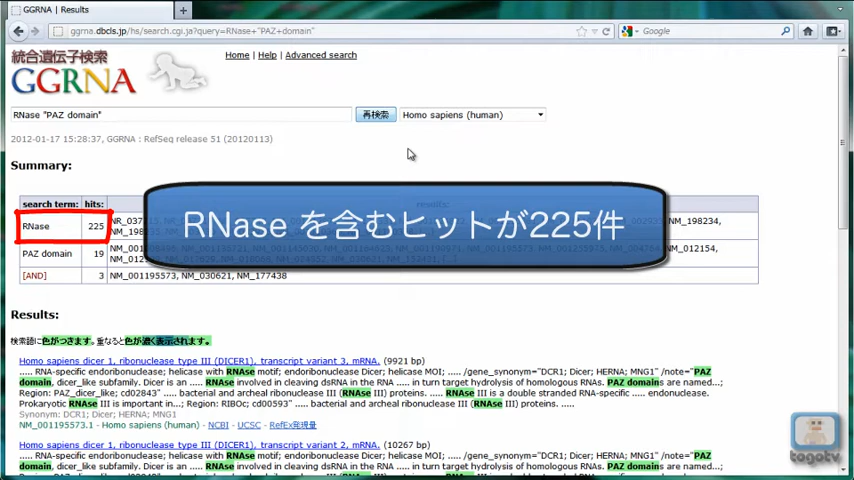 GGRNA | Results
ggrna.dbcls.jp/hs/search.cgi.ja?query=RNase+"PAZ+domain"
Google
統合遺伝子検索
GGRNA
Home | Help | Advanced search
RNase "PAZ domain"
再検索
Homo sapiens (human)
2012-01-17 15:28:37, GGRNA : RefSeq release 51 (20120113)
Summary:
search term: hits: results:
RNase 225
NM_198234,
PAZ domain 19
NM_012154,
[AND] 3 NM_001195573, NM_030621, NM_177438
RNase を含むヒットが225件
Results:
検索語に色がつきます。重なると色が濃く表示されます。
Homo sapiens dicer 1, ribonuclease type III (DICER1), transcript variant 3, mRNA. (9921 bp)
..... RNA-specific endoribonuclease; helicase with RNAse motif; endoribonuclease; helicase MOI; ..... /gene_synonym="DCR1; Dicer; HERNA; MNG1" /note="PAZ
domain, dicer_like subfamily. Dicer is an ..... RNAse involved in cleaving dsRNA in the RNA ..... in turn target hydrolysis of homologous RNAs. PAZ domains are named...;
Region: PAZ_dicer_like; cd02843" ..... bacterial and archeal ribonuclease III (RNAse III) proteins. ..... RNAse III is a double stranded RNA-specific ..... endonuclease.
Prokaryotic RNAse III is important in...; Region: RIBOc; cd00593" ..... bacterial and archeal ribonuclease III (RNAse III) proteins. .....
Synonym: DCR1; Dicer; HERNA; MNG1
NM_001195573.1 - Homo sapiens (human) - NCBI - UCSC - RefEx発現量
Homo sapiens dicer 1, ribonuclease type III (DICER1), transcript variant 2, mRNA. (10267 bp)
..... RNA-specific endoribonuclease; helicase with RNAse motif; endoribonuclease; helicase MOI; ..... /gene_synonym="DCR1; Dicer; HERNA; MNG1" /note="PAZ
domain, dicer_like subfamily. Dicer is an ..... RNAse involved in cleaving dsRNA in the RNA ..... in turn target hydrolysis of homologous RNAs. PAZ domains are named...;
togotv